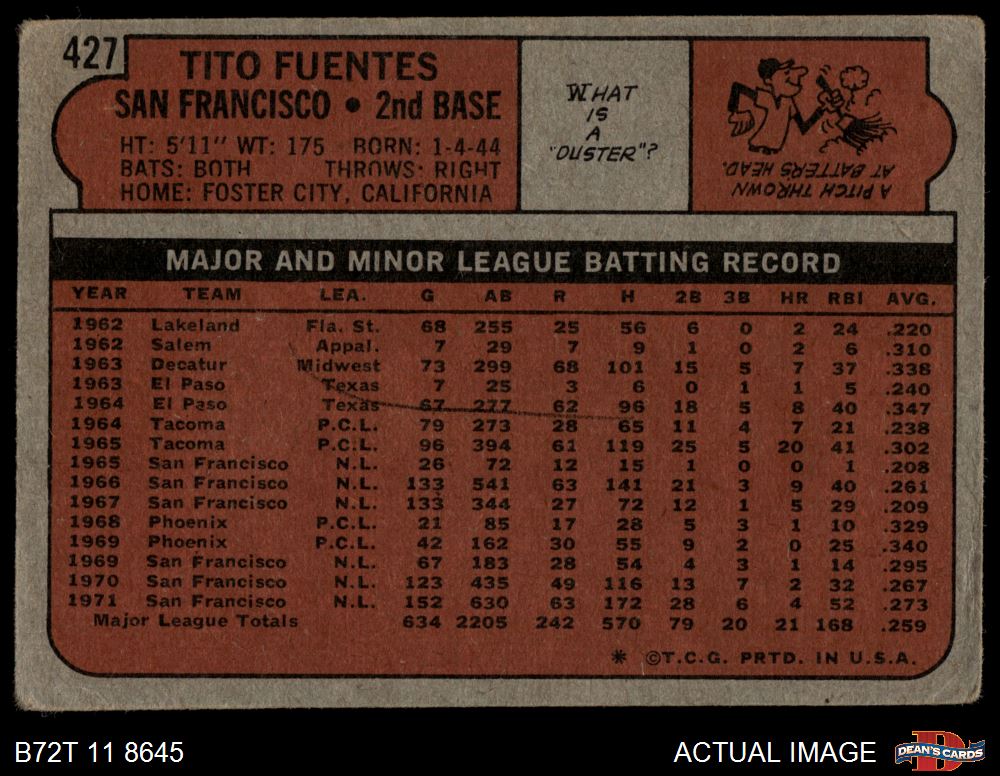 427
TITO FUENTES
SAN FRANCISCO • 2nd BASE
HT: 5'11" WT: 175 BORN: 1-4-44
BATS: BOTH THROWS: RIGHT
HOME: FOSTER CITY, CALIFORNIA
WHAT
IS
A
"DUSTER"?
A PITCH THROWN
AT BATTERS HEAD.
MAJOR AND MINOR LEAGUE BATTING RECORD
YEAR TEAM LEA. G AB R H 2B 3B HR RBI AVG.
1962 Lakeland Fla. St. 68 255 25 56 6 0 2 24 .220
1962 Salem Appal. 7 29 7 9 1 0 2 6 .310
1963 Decatur Midwest 73 299 68 101 15 5 7 37 .338
1963 El Paso Texas 7 25 3 6 0 1 1 5 .240
1964 El Paso Texas 67 277 62 96 18 5 8 40 .347
1964 Tacoma P.C.L. 79 273 28 65 11 4 7 21 .238
1965 Tacoma P.C.L. 96 394 61 119 25 5 20 41 .302
1965 San Francisco N.L. 26 72 12 15 1 0 0 1 .208
1966 San Francisco N.L. 133 541 63 141 21 3 9 40 .261
1967 San Francisco N.L. 133 344 27 72 12 1 5 29 .209
1968 Phoenix P.C.L. 21 85 17 28 5 3 1 10 .329
1969 Phoenix P.C.L. 42 162 30 55 9 2 0 25 .340
1969 San Francisco N.L. 67 183 28 54 4 3 1 14 .295
1970 San Francisco N.L. 123 435 49 116 13 7 2 32 .267
1971 San Francisco N.L. 152 630 63 172 28 6 4 52 .273
Major League Totals 634 2205 242 570 79 20 21 168 .259
* ©T.C.G. PRTD. IN U.S.A.
B72T 11 8645
ACTUAL IMAGE
D
DEAN'S CARDS